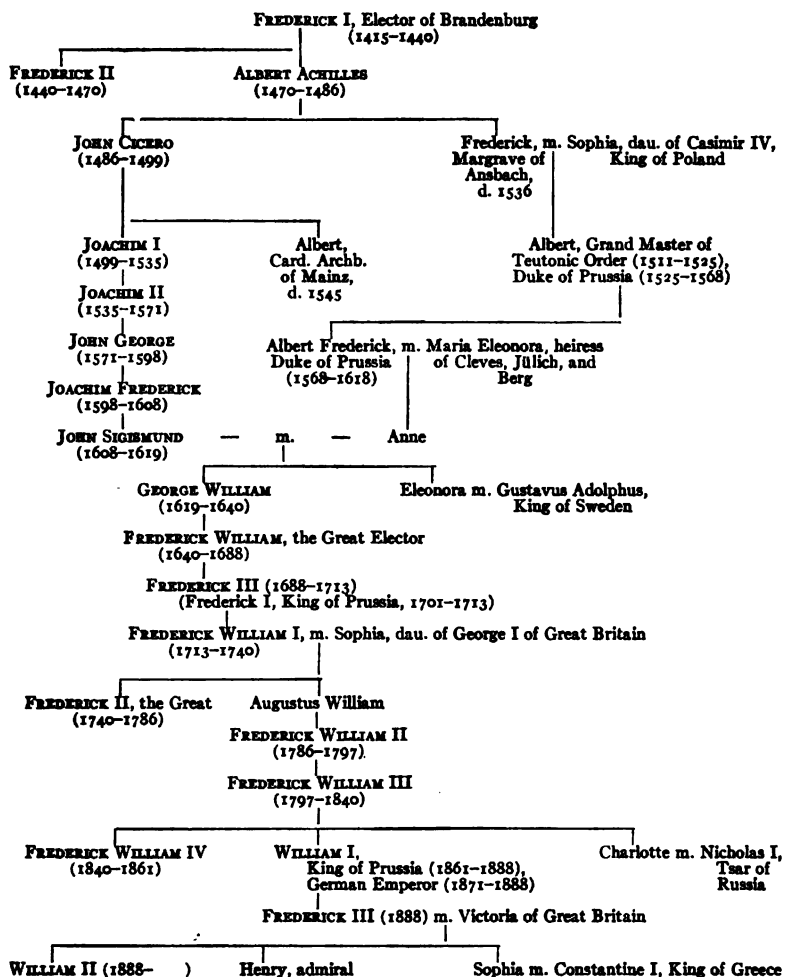 FREDERICK I, Elector of Brandenburg
(1415–1440)
FREDERICK II
(1440–1470)
ALBERT ACHILLES
(1470–1486)
JOHN CICERO
(1486–1499)
Frederick, m. Sophia, dau. of Casimir IV,
Margrave of King of Poland
Ansbach,
d. 1536
JOACHIM I
(1499–1535)
Albert,
Card. Archb.
of Mainz,
d. 1545
Albert, Grand Master of
Teutonic Order (1511–1525),
Duke of Prussia (1525–1568)
JOACHIM II
(1535–1571)
JOHN GEORGE
(1571–1598)
Albert Frederick, m. Maria Eleonora, heiress
Duke of Prussia of Cleves, Jülich, and
(1568–1618) Berg
JOACHIM FREDERICK
(1598–1608)
JOHN SIGISMUND — m. — Anne
(1608–1619)
GEORGE WILLIAM
(1619–1640)
Eleonora m. Gustavus Adolphus,
King of Sweden
FREDERICK WILLIAM, the Great Elector
(1640–1688)
FREDERICK III (1688–1713)
(Frederick I, King of Prussia, 1701–1713)
FREDERICK WILLIAM I, m. Sophia, dau. of George I of Great Britain
(1713–1740)
FREDERICK II, the Great
(1740–1786)
Augustus William
FREDERICK WILLIAM II
(1786–1797)
FREDERICK WILLIAM III
(1797–1840)
FREDERICK WILLIAM IV
(1840–1861)
WILLIAM I,
King of Prussia (1861–1888),
German Emperor (1871–1888)
Charlotte m. Nicholas I,
Tsar of
Russia
FREDERICK III (1888) m. Victoria of Great Britain
WILLIAM II (1888– ) Henry, admiral Sophia m. Constantine I, King of Greece